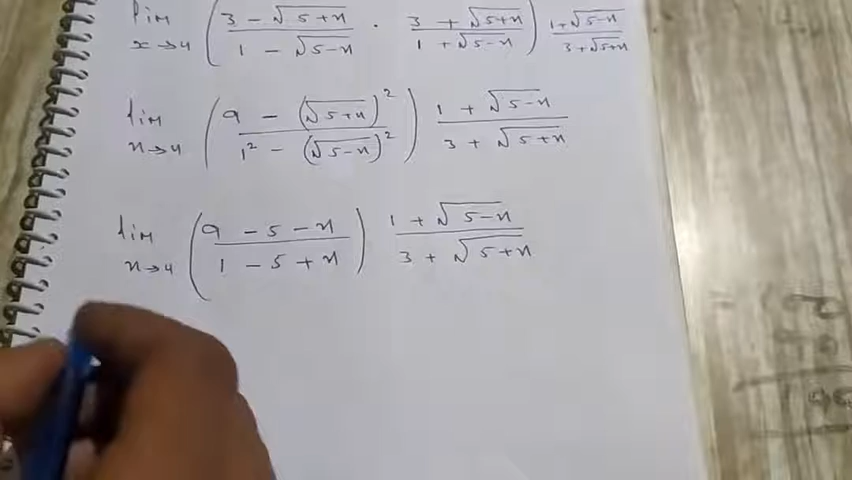 lim x→4 ( (3 - √(5+x)) / (1 - √(5-x)) · (3 + √(5+x)) / (1 + √(5-x)) ) (1 + √(5-x)) / (3 + √(5+x))
lim x→4 ( (9 - (√(5+x))²) / (1² - (√(5-x))²) ) (1 + √(5-x)) / (3 + √(5+x))
lim x→4 ( (9 - 5 - x) / (1 - 5 + x) ) (1 + √(5-x)) / (3 + √(5+x))